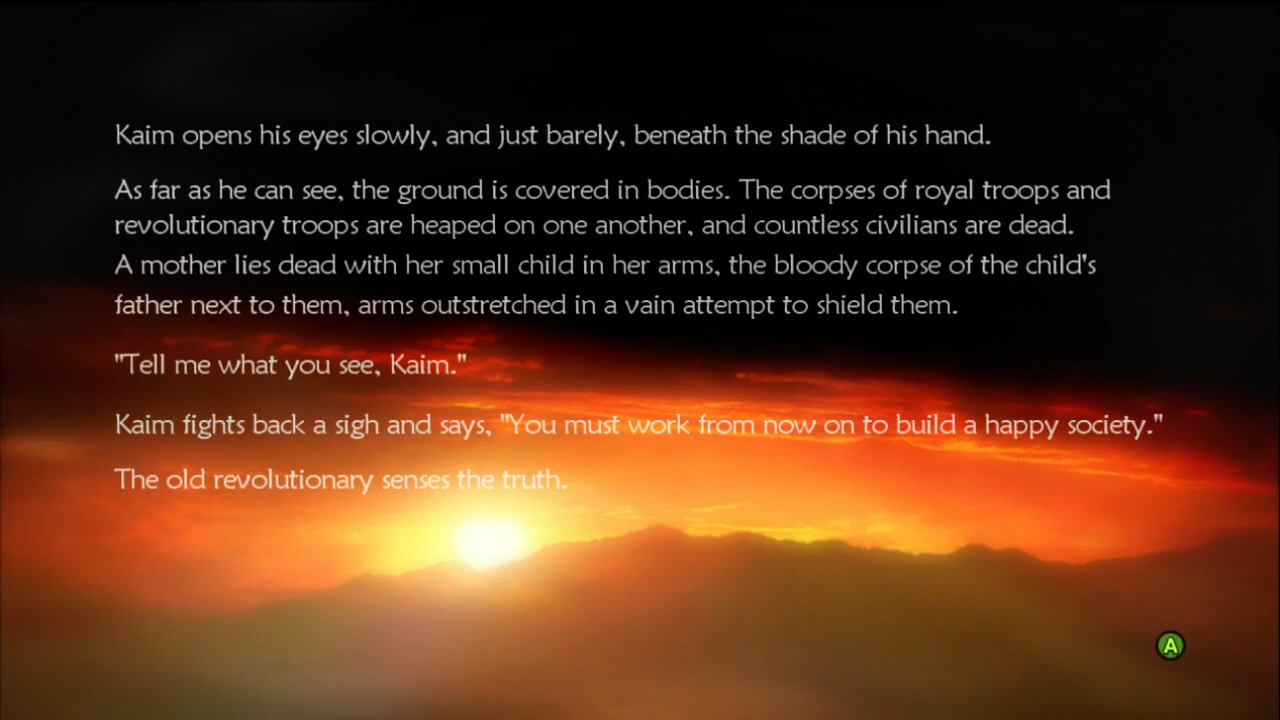 Kaim opens his eyes slowly, and just barely, beneath the shade of his hand.
As far as he can see, the ground is covered in bodies. The corpses of royal troops and
revolutionary troops are heaped on one another, and countless civilians are dead.
A mother lies dead with her small child in her arms, the bloody corpse of the child's
father next to them, arms outstretched in a vain attempt to shield them.
"Tell me what you see, Kaim."
Kaim fights back a sigh and says, "You must work from now on to build a happy society."
The old revolutionary senses the truth.
A